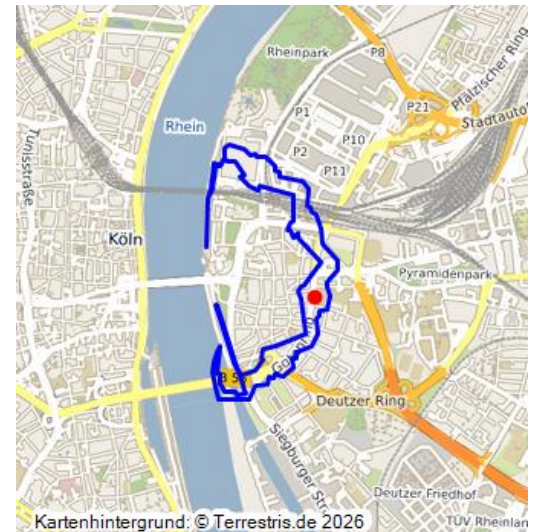 Rheinpark
P8
Pfälzischer Ring
P21
Rhein
P1
Stadtautob
P10
P2
P11
Tunisstraße
Köln
Pyramidenpark
Gotenring
B 55
Deutzer Ring
Siegburger Str
Deutzer Friedhof
TÜV Rheinlan
Kartenhintergrund: © Terrestris.de 2026